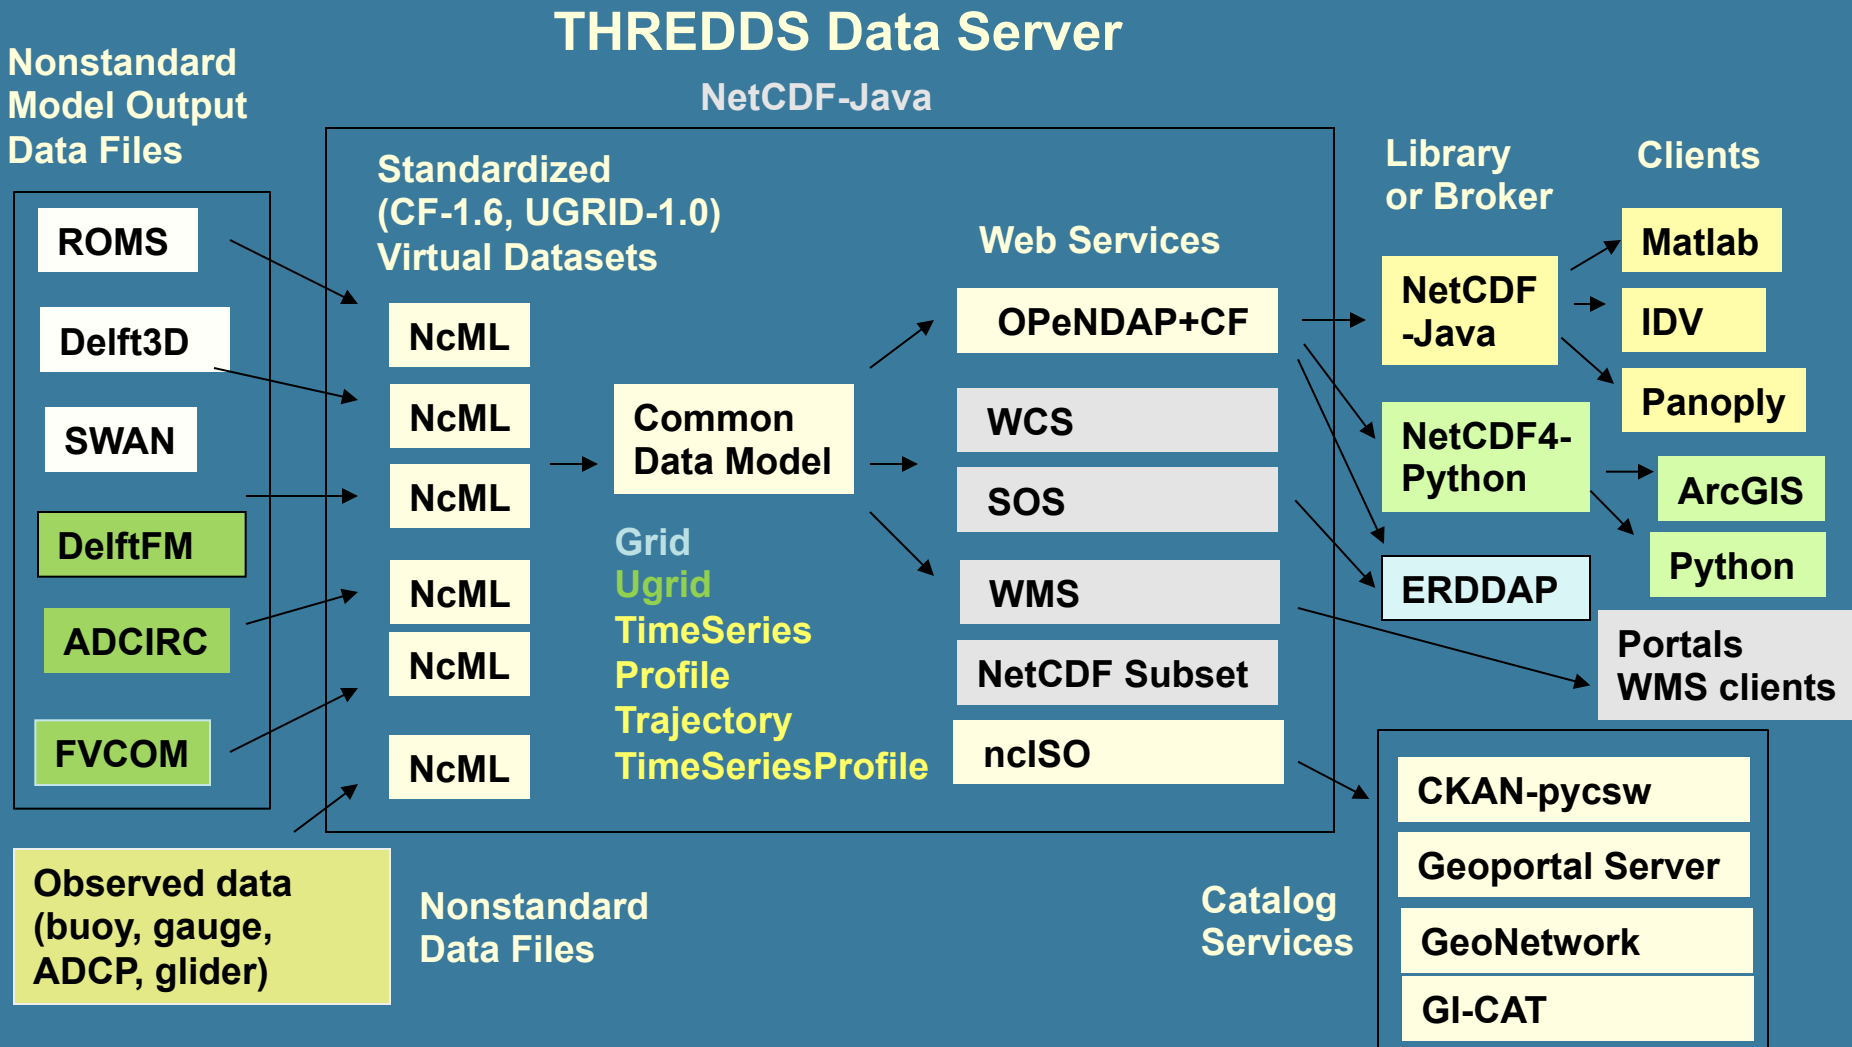 THREDDS Data Server
NetCDF-Java
Nonstandard
Model Output
Data Files
ROMS
Delft3D
SWAN
DelftFM
ADCIRC
FVCOM
Observed data
(buoy, gauge,
ADCP, glider)
Nonstandard
Data Files
Standardized
(CF-1.6, UGRID-1.0)
Virtual Datasets
NcML
NcML
NcML
NcML
NcML
NcML
Common
Data Model
Grid
Ugrid
TimeSeries
Profile
Trajectory
TimeSeriesProfile
Web Services
OPeNDAP+CF
WCS
SOS
WMS
NetCDF Subset
ncISO
Library
or Broker
NetCDF
-Java
NetCDF4-
Python
ERDDAP
Clients
Matlab
IDV
Panoply
ArcGIS
Python
Portals
WMS clients
Catalog
Services
CKAN-pycsw
Geoportal Server
GeoNetwork
GI-CAT